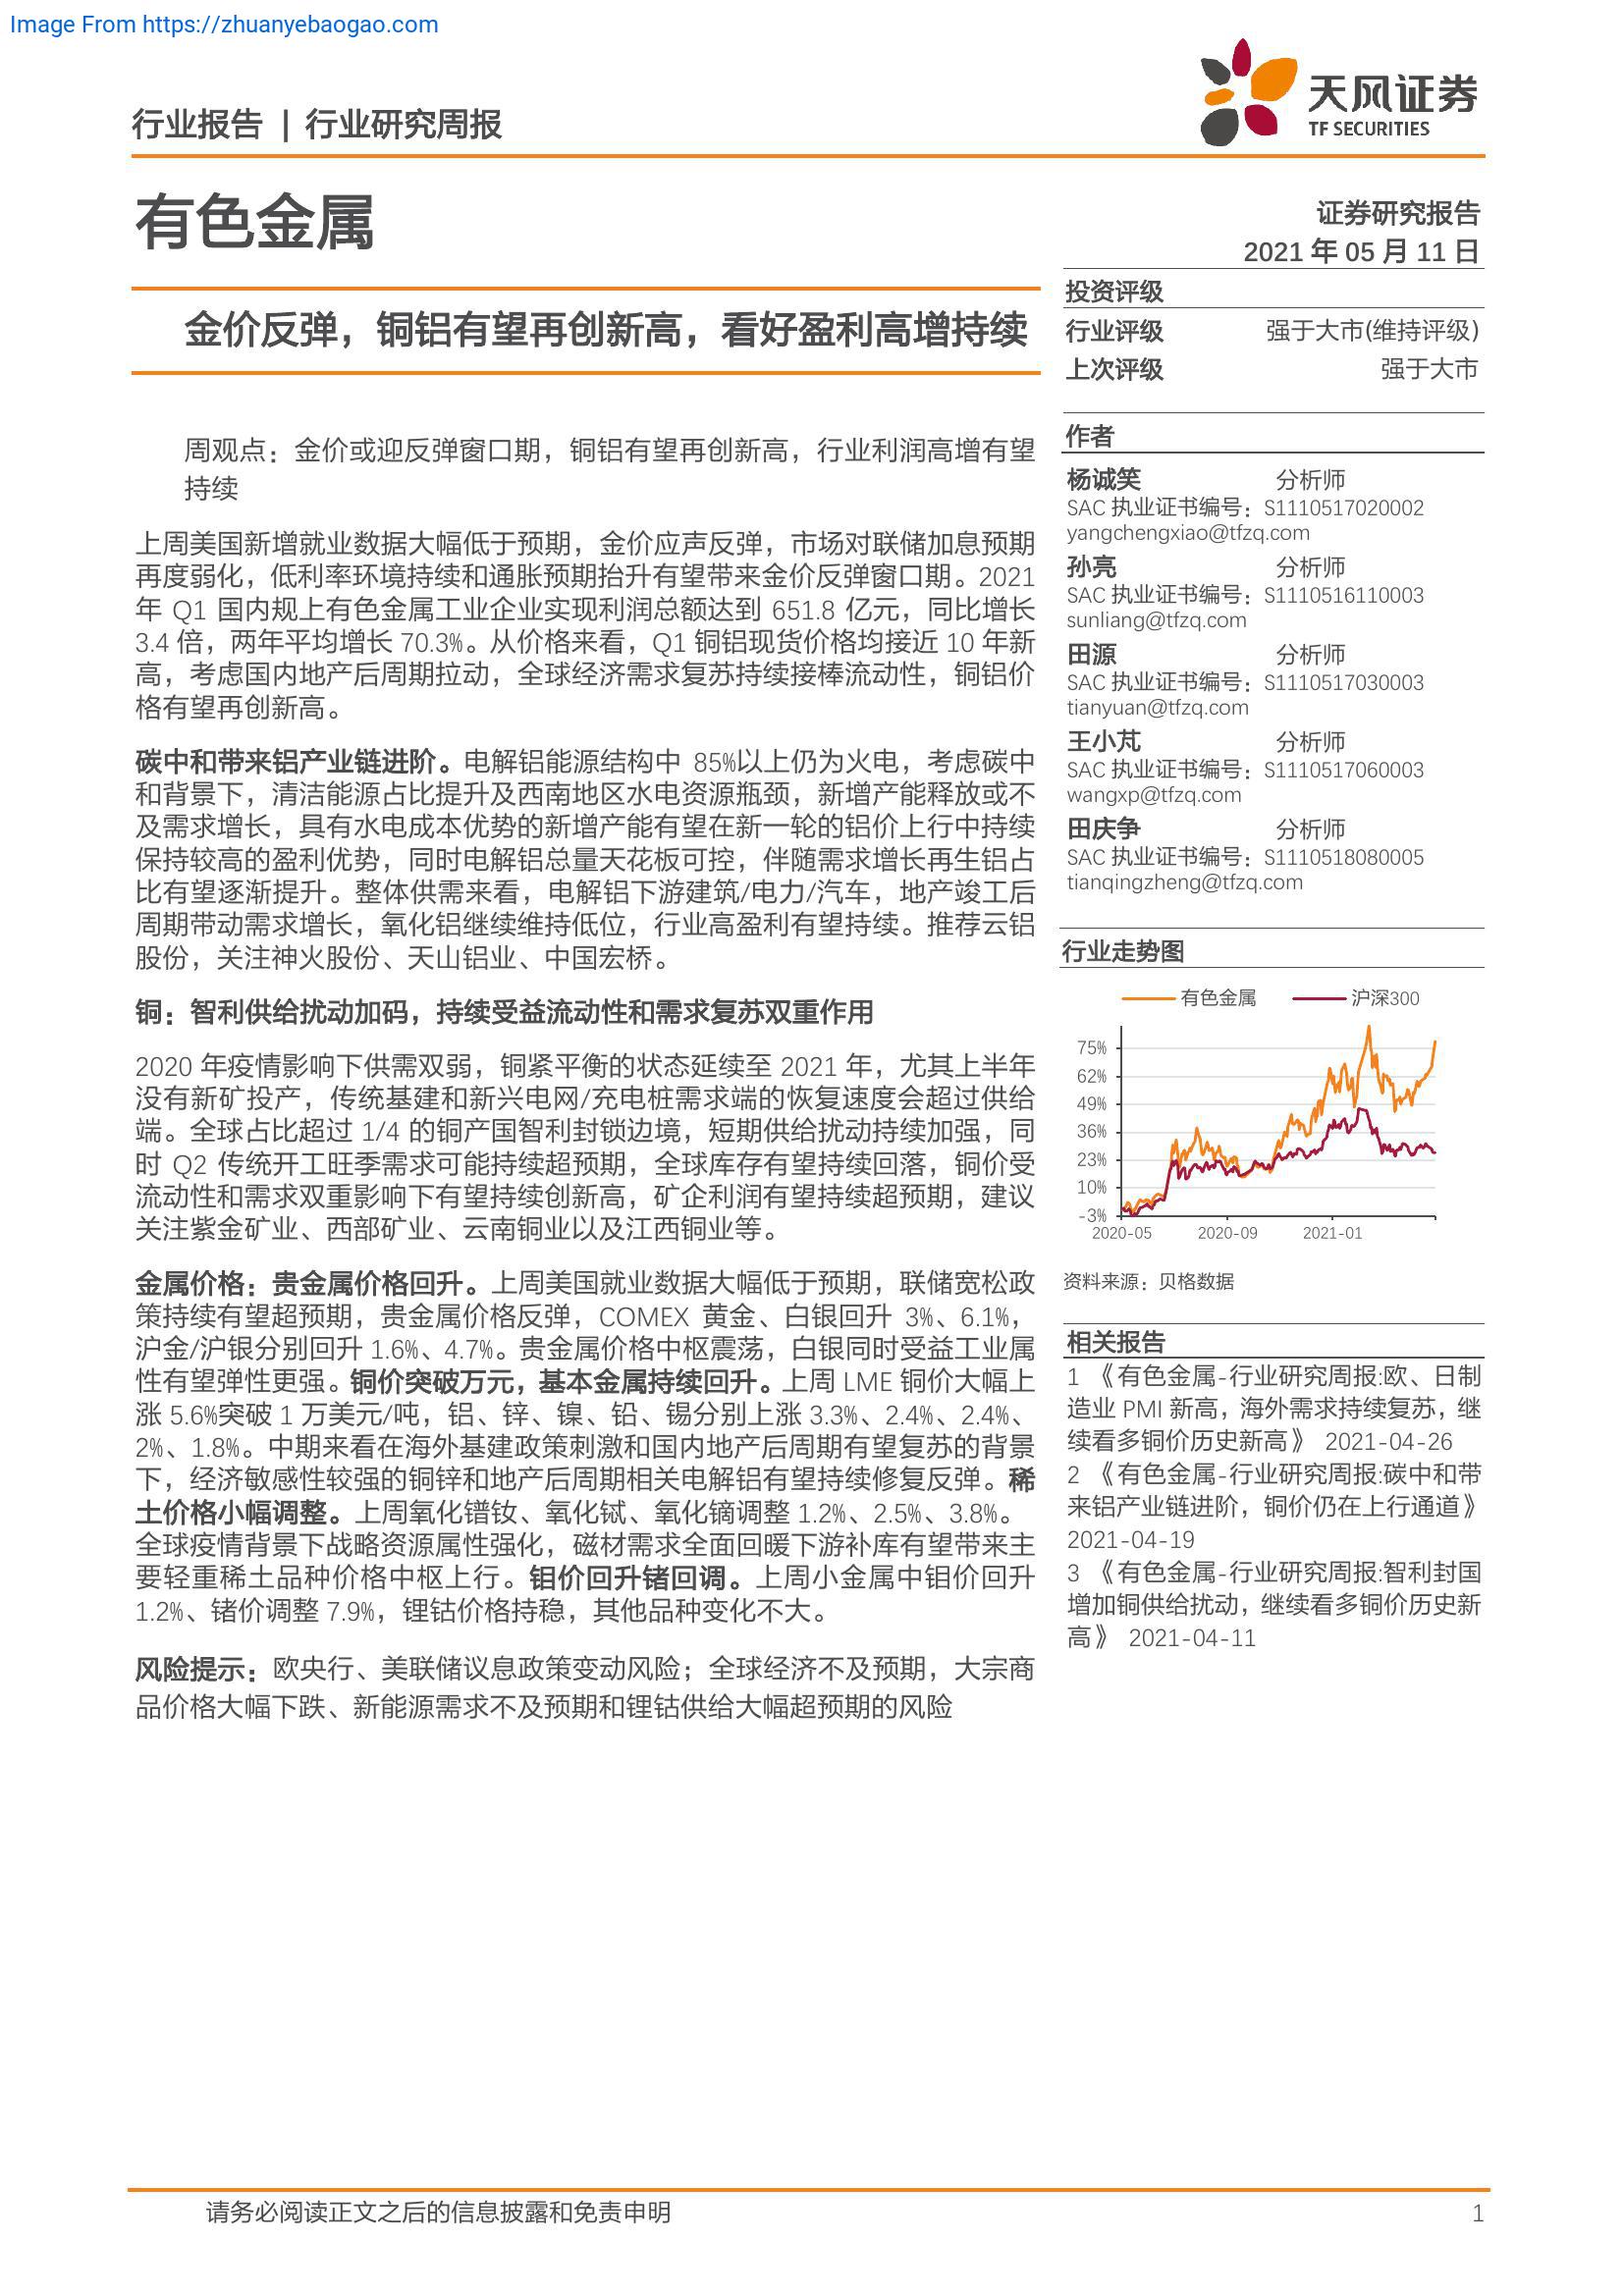 Image From https://zhuanyebaogao.com
行业报告 | 行业研究周报
天风证券
TF SECURITIES
有色金属
证券研究报告
2021 年 05 月 11 日
金价反弹，铜铝有望再创新高，看好盈利高增持续
周观点：金价或迎反弹窗口期，铜铝有望再创新高，行业利润高增有望
持续
上周美国新增就业数据大幅低于预期，金价应声反弹，市场对联储加息预期
再度弱化，低利率环境持续和通胀预期抬升有望带来金价反弹窗口期。2021
年 Q1 国内规上有色金属工业企业实现利润总额达到 651.8 亿元，同比增长
3.4 倍，两年平均增长 70.3%。从价格来看，Q1 铜铝现货价格均接近 10 年新
高，考虑国内地产后周期拉动，全球经济需求复苏持续接棒流动性，铜铝价
格有望再创新高。
碳中和带来铝产业链进阶。电解铝能源结构中 85%以上仍为火电，考虑碳中
和背景下，清洁能源占比提升及西南地区水电资源瓶颈，新增产能释放或不
及需求增长，具有水电成本优势的新增产能有望在新一轮的铝价上行中持续
保持较高的盈利优势，同时电解铝总量天花板可控，伴随需求增长再生铝占
比有望逐渐提升。整体供需来看，电解铝下游建筑/电力/汽车，地产竣工后
周期带动需求增长，氧化铝继续维持低位，行业高盈利有望持续。推荐云铝
股份，关注神火股份、天山铝业、中国宏桥。
铜：智利供给扰动加码，持续受益流动性和需求复苏双重作用
2020 年疫情影响下供需双弱，铜紧平衡的状态延续至 2021 年，尤其上半年
没有新矿投产，传统基建和新兴电网/充电桩需求端的恢复速度会超过供给
端。全球占比超过 1/4 的铜产国智利封锁边境，短期供给扰动持续加强，同
时 Q2 传统开工旺季需求可能持续超预期，全球库存有望持续回落，铜价受
流动性和需求双重影响下有望持续创新高，矿企利润有望持续超预期，建议
关注紫金矿业、西部矿业、云南铜业以及江西铜业等。
金属价格：贵金属价格回升。上周美国就业数据大幅低于预期，联储宽松政
策持续有望超预期，贵金属价格反弹，COMEX 黄金、白银回升 3%、6.1%，
沪金/沪银分别回升 1.6%、4.7%。贵金属价格中枢震荡，白银同时受益工业属
性有望弹性更强。铜价突破万元，基本金属持续回升。上周 LME 铜价大幅上
涨 5.6%突破 1 万美元/吨，铝、锌、镍、铅、锡分别上涨 3.3%、2.4%、2.4%、
2%、1.8%。中期来看在海外基建政策刺激和国内地产后周期有望复苏的背景
下，经济敏感性较强的铜锌和地产后周期相关电解铝有望持续修复反弹。稀
土价格小幅调整。上周氧化镨钕、氧化铽、氧化镝调整 1.2%、2.5%、3.8%。
全球疫情背景下战略资源属性强化，磁材需求全面回暖下游补库有望带来主
要轻重稀土品种价格中枢上行。钼价回升锗回调。上周小金属中钼价回升
1.2%、锗价调整 7.9%，锂钴价格持稳，其他品种变化不大。
风险提示：欧央行、美联储议息政策变动风险；全球经济不及预期，大宗商
品价格大幅下跌、新能源需求不及预期和锂钴供给大幅超预期的风险
投资评级
行业评级 强于大市(维持评级)
上次评级 强于大市
作者
杨诚笑 分析师
SAC 执业证书编号：S1110517020002
yangchengxiao@tfzq.com
孙亮 分析师
SAC 执业证书编号：S1110516110003
sunliang@tfzq.com
田源 分析师
SAC 执业证书编号：S1110517030003
tianyuan@tfzq.com
王小芃 分析师
SAC 执业证书编号：S1110517060003
wangxp@tfzq.com
田庆争 分析师
SAC 执业证书编号：S1110518080005
tianqingzheng@tfzq.com
行业走势图
有色金属 沪深300
75%
62%
49%
36%
23%
10%
-3%
2020-05 2020-09 2021-01
资料来源：贝格数据
相关报告
1 《有色金属-行业研究周报:欧、日制
造业 PMI 新高，海外需求持续复苏，继
续看多铜价历史新高》 2021-04-26
2 《有色金属-行业研究周报:碳中和带
来铝产业链进阶，铜价仍在上行通道》
2021-04-19
3 《有色金属-行业研究周报:智利封国
增加铜供给扰动，继续看多铜价历史新
高》 2021-04-11
请务必阅读正文之后的信息披露和免责申明 1